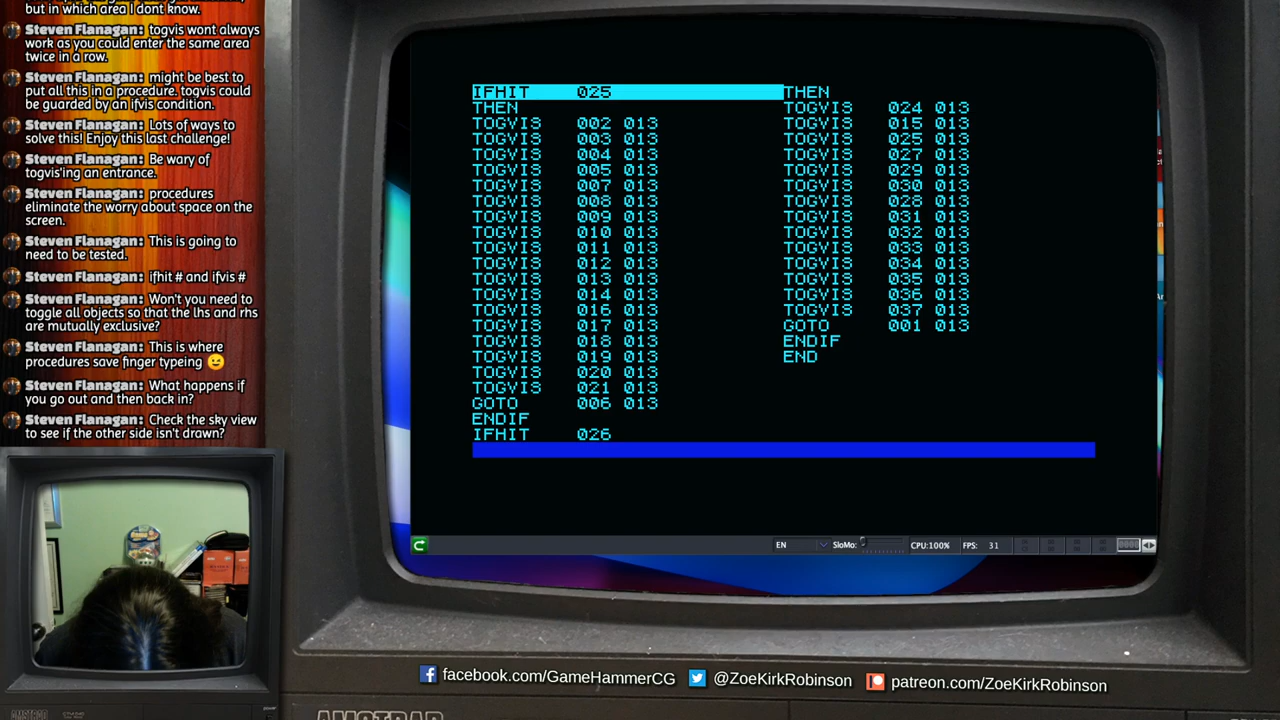 but in which area I dont know.
Steven Flanagan: togvis wont always
work as you could enter the same area
twice in a row.
Steven Flanagan: might be best to
put all this in a procedure. togvis could
be guarded by an ifvis condition.
Steven Flanagan: Lots of ways to
solve this! Enjoy this last challenge!
Steven Flanagan: Be wary of
togvis'ing an entrance.
Steven Flanagan: procedures
eliminate the worry about space on the
screen.
Steven Flanagan: This is going to
need to be tested.
Steven Flanagan: ifhit # and ifvis #
Steven Flanagan: Won't you need to
toggle all objects so that the lhs and rhs
are mutually exclusive?
Steven Flanagan: This is where
procedures save finger typeing 😉
Steven Flanagan: What happens if
you go out and then back in?
Steven Flanagan: Check the sky view
to see if the other side isn't drawn?
IFHIT 025
THEN
TOGVIS 002 013
TOGVIS 003 013
TOGVIS 004 013
TOGVIS 005 013
TOGVIS 007 013
TOGVIS 008 013
TOGVIS 009 013
TOGVIS 010 013
TOGVIS 011 013
TOGVIS 012 013
TOGVIS 013 013
TOGVIS 014 013
TOGVIS 016 013
TOGVIS 017 013
TOGVIS 018 013
TOGVIS 019 013
TOGVIS 020 013
TOGVIS 021 013
GOTO 006 013
ENDIF
IFHIT 026
THEN
TOGVIS 024 013
TOGVIS 015 013
TOGVIS 025 013
TOGVIS 027 013
TOGVIS 029 013
TOGVIS 030 013
TOGVIS 028 013
TOGVIS 031 013
TOGVIS 032 013
TOGVIS 033 013
TOGVIS 034 013
TOGVIS 035 013
TOGVIS 036 013
TOGVIS 037 013
GOTO 001 013
ENDIF
END
EN SloMo: CPU:100% FPS: 31
facebook.com/GameHammerCG @ZoeKirkRobinson patreon.com/ZoeKirkRobinson
AMSTRAD